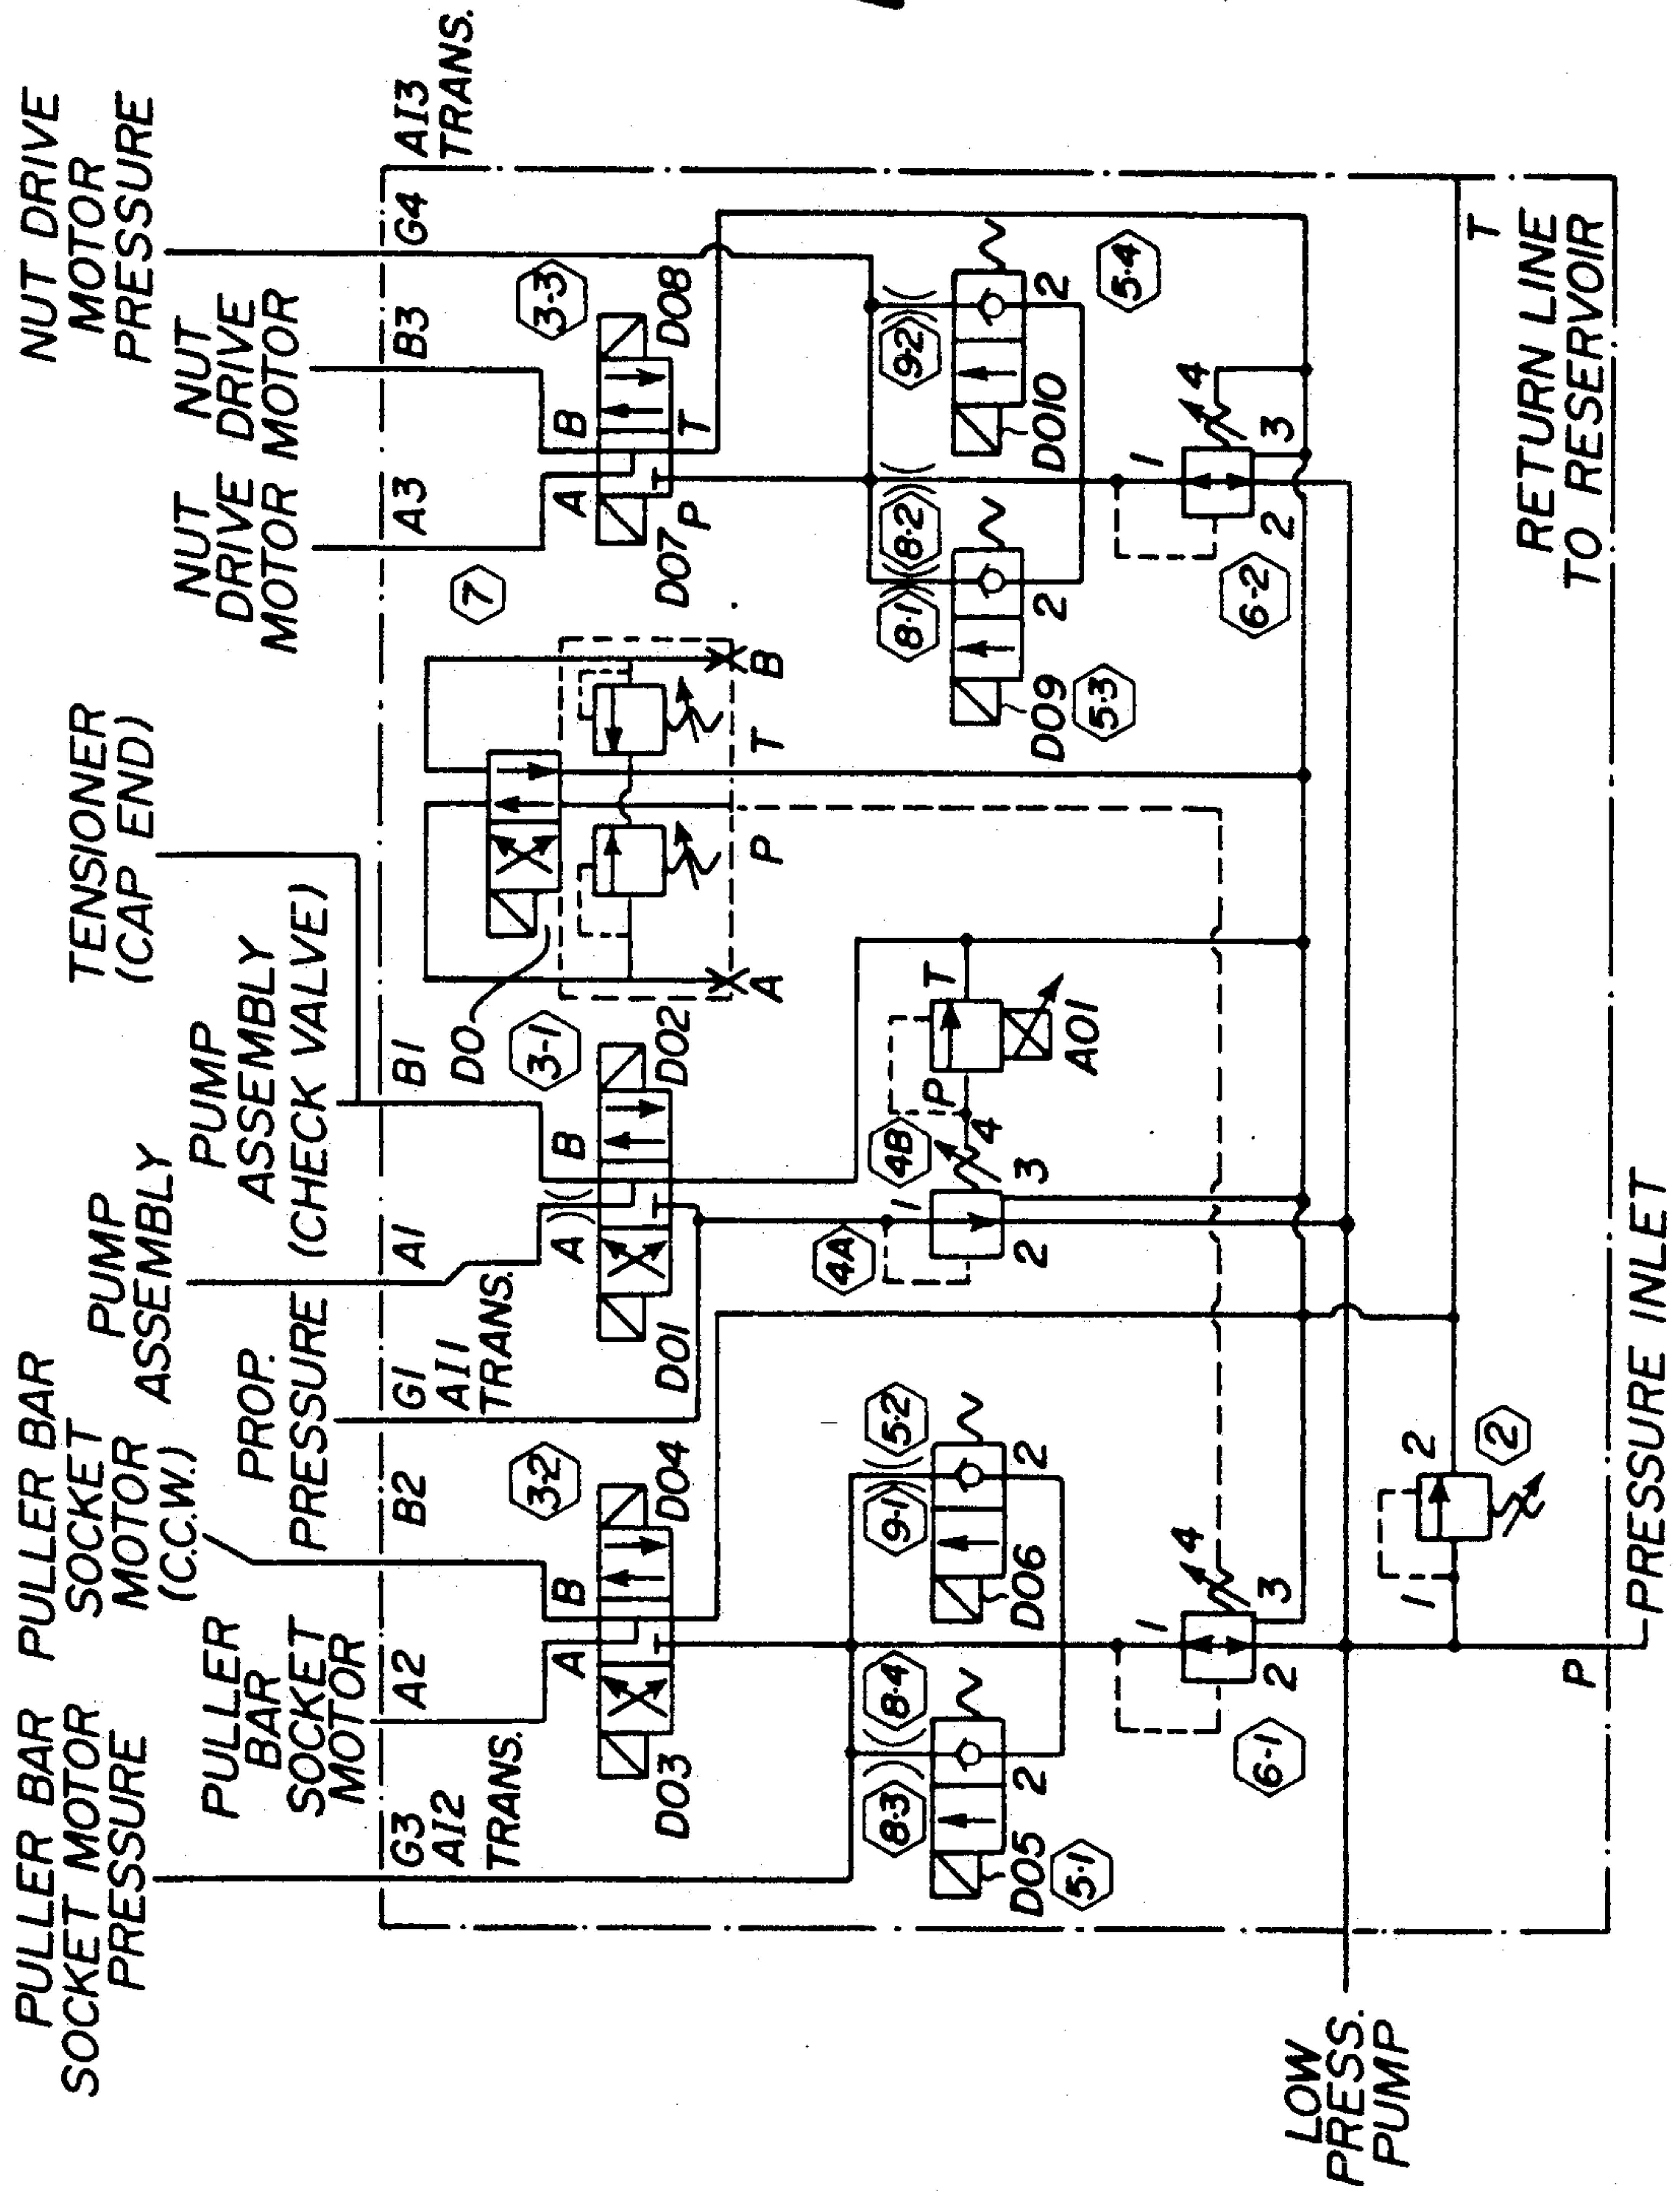 PULLER BAR
SOCKET MOTOR
PRESSURE
PULLER
BAR
SOCKET
MOTOR
PULLER BAR
SOCKET
MOTOR
(C.C.W.)
PROP.
PRESSURE
PUMP
ASSEMBLY
PUMP
ASSEMBLY
(CHECK VALVE)
TENSIONER
(CAP END)
NUT
DRIVE
MOTOR
NUT
DRIVE
MOTOR
NUT DRIVE
MOTOR
PRESSURE
G3
AI2
TRANS.
A2
B2
G1
AI1
TRANS.
A1
B1
A3
B3
G4
AI3
TRANS.
A
B
DO3
DO4
3-2
A
B
DO1
DO2
3-1
DO
A
P
T
B
7
A
B
P
T
DO7
DO8
3-3
8-3
8-4
9-1
5-2
2
2
DO5
5-1
DO6
4A
4B
1
2
3
4
P
T
AO1
8-1
8-2
9-2
2
2
DO9
5-3
DO10
5-4
1
2
3
4
6-1
1
2
3
4
6-2
1
2
2
P
T
LOW
PRESS.
PUMP
PRESSURE INLET
RETURN LINE
TO RESERVOIR